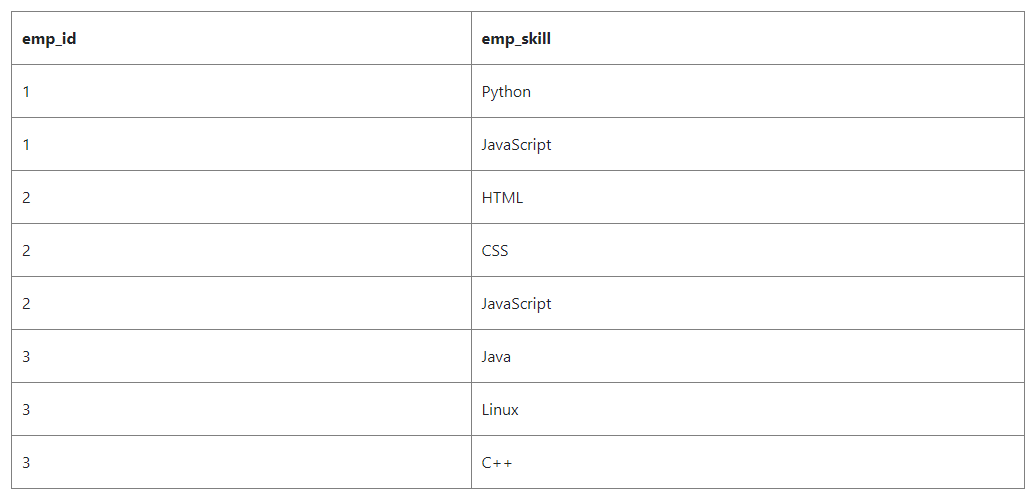 emp_id emp_skill
1 Python
1 JavaScript
2 HTML
2 CSS
2 JavaScript
3 Java
3 Linux
3 C++